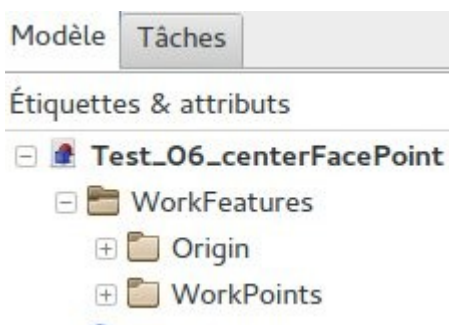 Modèle Tâches
Étiquettes & attributs
Test_06_centerFacePoint
WorkFeatures
Origin
WorkPoints